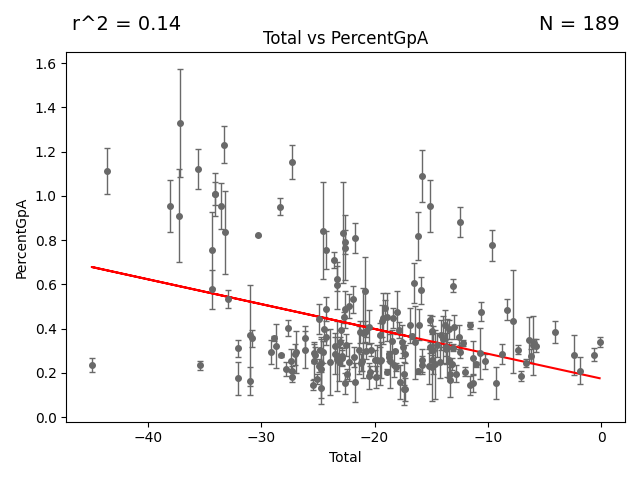 r^2 = 0.14
N = 189
Total vs PercentGpA
PercentGpA
1.6
1.4
1.2
1.0
0.8
0.6
0.4
0.2
0.0
−40
−30
−20
−10
0
Total